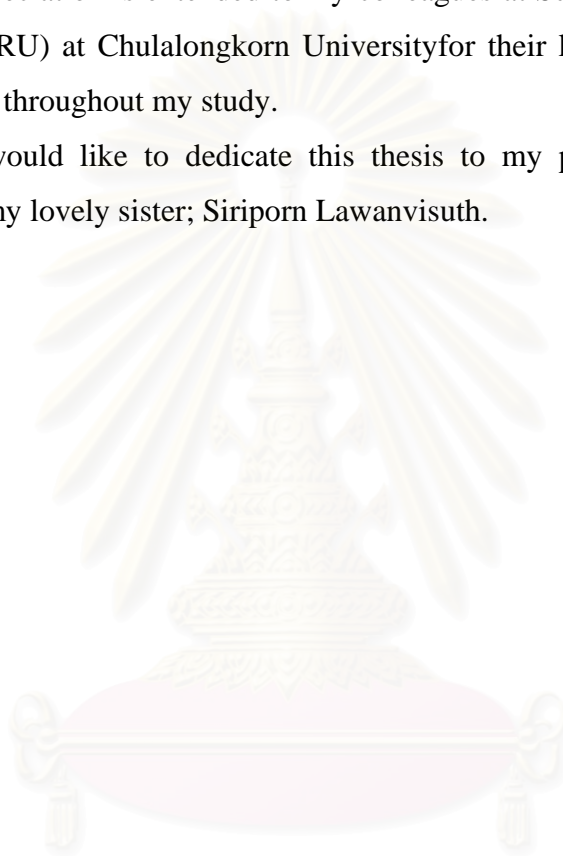 RU) at Chulalongkorn Universityfor their
throughout my study.
would like to dedicate this thesis to my
lovely sister; Siriporn Lawanvisuth.